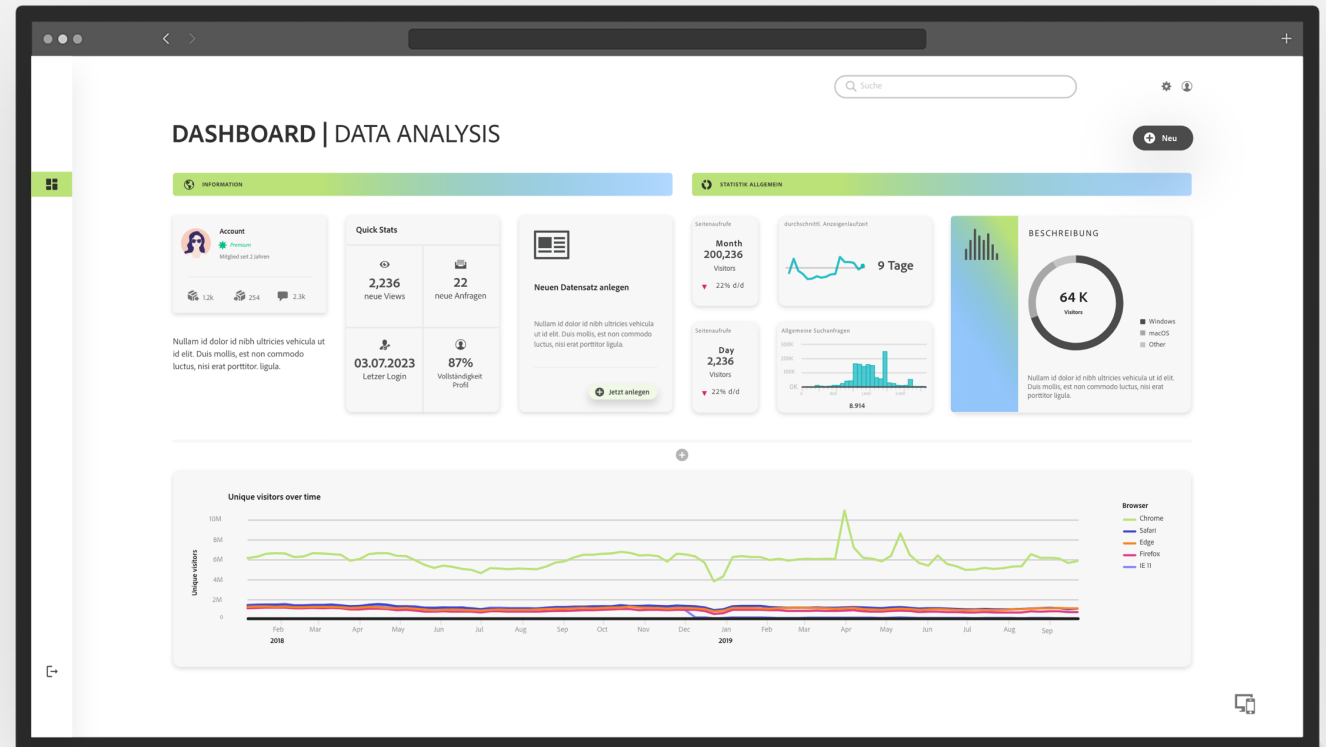 Suche
DASHBOARD | DATA ANALYSIS
Neu
INFORMATION
STATISTIK ALLGEMEIN
Account
Premium
Mitglied seit 2 Jahren
1.2k
254
2.3k
Nullam id dolor id nibh ultricies vehicula ut
id elit. Duis mollis, est non commodo
luctus, nisi erat porttitor. ligula.
Quick Stats
2,236
neue Views
22
neue Anfragen
03.07.2023
Letzer Login
87%
Vollständigkeit
Profil
Neuen Datensatz anlegen
Nullam id dolor id nibh ultricies vehicula
ut id elit. Duis mollis, est non commodo
luctus, nisi erat porttitor ligula.
Jetzt anlegen
Seitenaufrufe
Month
200,236
Visitors
22% d/d
Seitenaufrufe
Day
2,236
Visitors
22% d/d
durchschnittl. Anzeigenlaufzeit
9 Tage
Allgemeine Suchanfragen
300K
200K
100K
0K
8.914
BESCHREIBUNG
64 K
Visitors
Windows
macOS
Other
Nullam id dolor id nibh ultricies vehicula ut id elit.
Duis mollis, est non commodo luctus, nisi erat
porttitor ligula.
Unique visitors over time
Unique visitors
10M
8M
6M
4M
2M
0
Feb Mar Apr May Jun Jul Aug Sep Oct Nov Dec Jan Feb Mar Apr May Jun Jul Aug Sep
2018 2019
Browser
Chrome
Safari
Edge
Firefox
IE 11